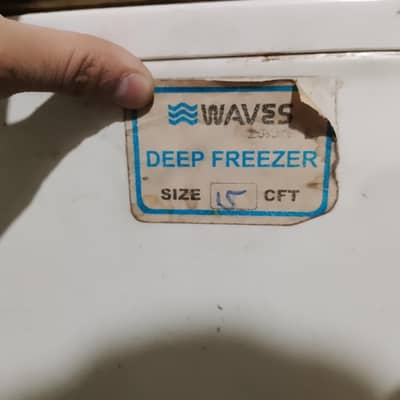 WAVES
DEEP FREEZER
SIZE 15 CFT